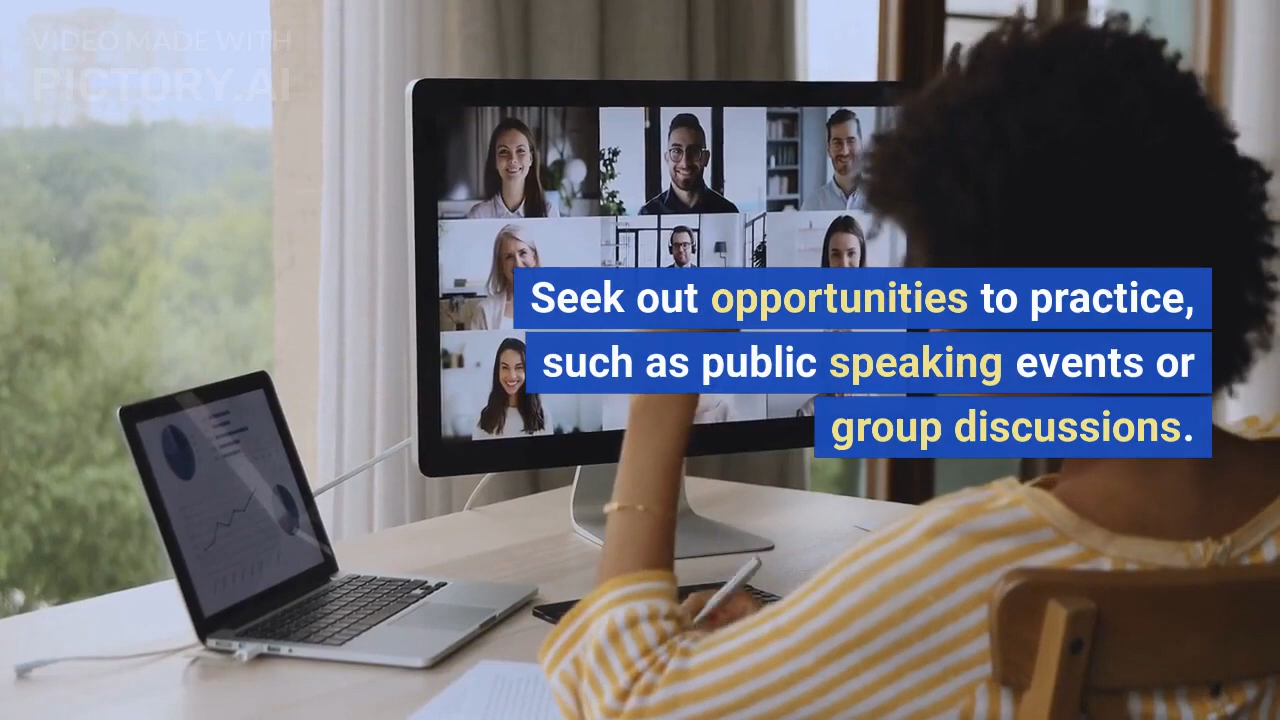 VIDEO MADE WITH
PICTORY.AI
Seek out opportunities to practice,
such as public speaking events or
group discussions.